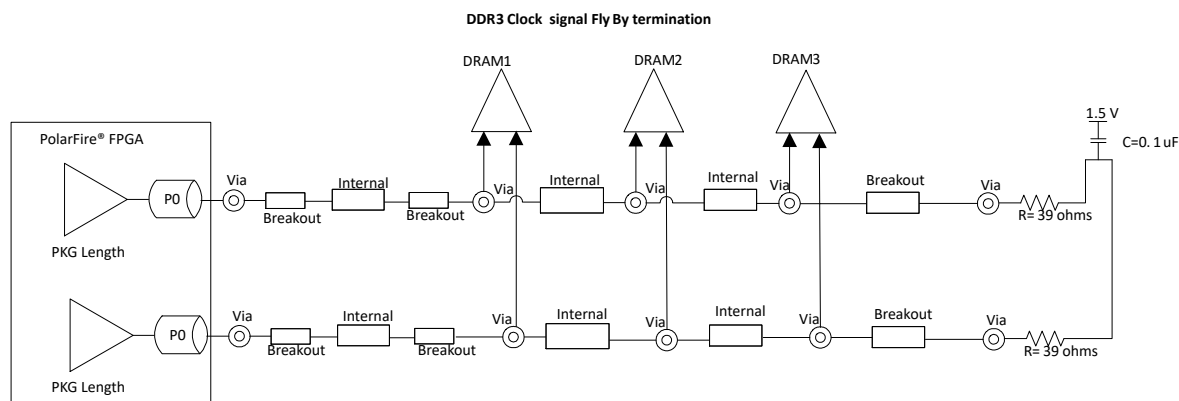 DDR3 Clock signal Fly By termination
DRAM1
DRAM2
DRAM3
1.5 V
C=0.1uF
PolarFire® FPGA
P0
Via
Breakout
Internal
Breakout
Via
Internal
Via
Internal
Via
Breakout
Via
R= 39 ohms
PKG Length
P0
Via
Breakout
Internal
Breakout
Via
Internal
Via
Internal
Via
Breakout
Via
R= 39 ohms
PKG Length